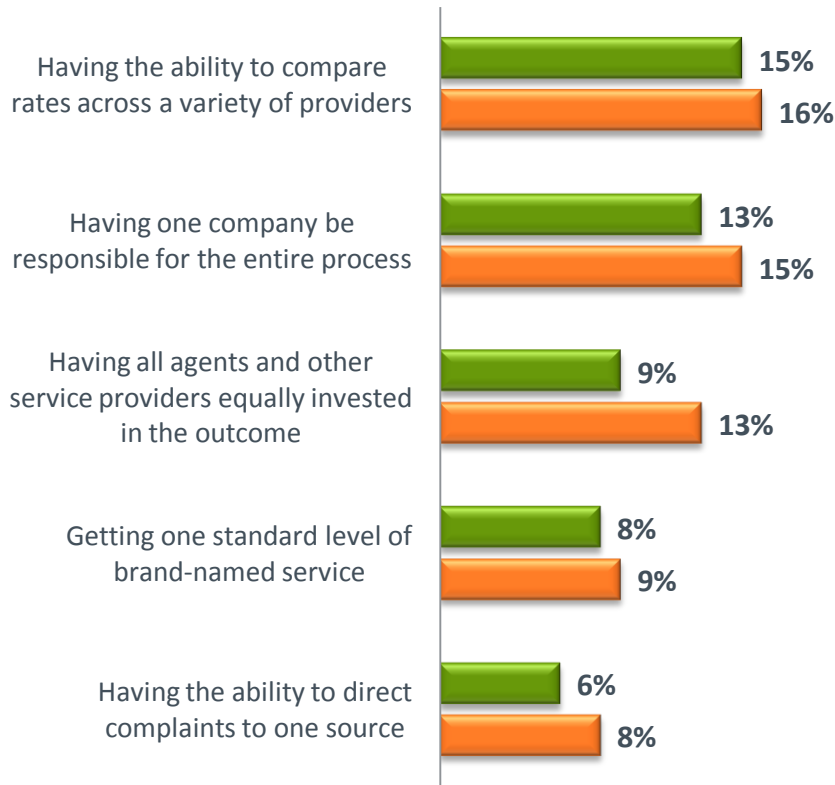 Having the ability to compare
rates across a variety of providers
15%
16%
Having one company be
responsible for the entire process
13%
15%
Having all agents and other
service providers equally invested
in the outcome
9%
13%
Getting one standard level of
brand-named service
8%
9%
Having the ability to direct
complaints to one source
6%
8%